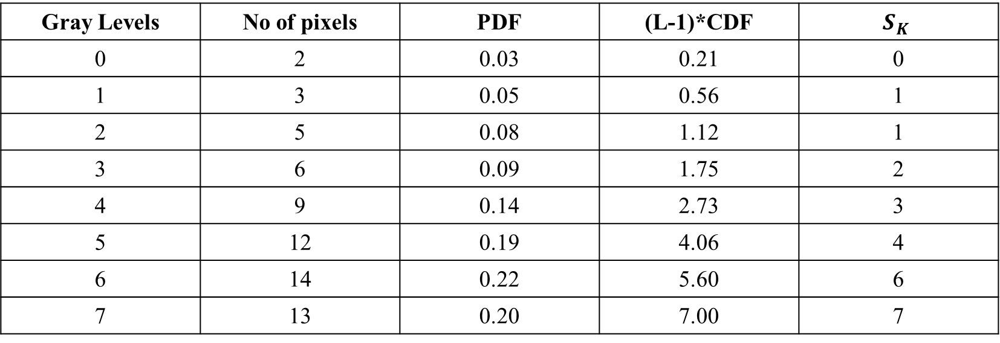 Gray Levels No of pixels PDF (L-1)*CDF S_K
0 2 0.03 0.21 0
1 3 0.05 0.56 1
2 5 0.08 1.12 1
3 6 0.09 1.75 2
4 9 0.14 2.73 3
5 12 0.19 4.06 4
6 14 0.22 5.60 6
7 13 0.20 7.00 7